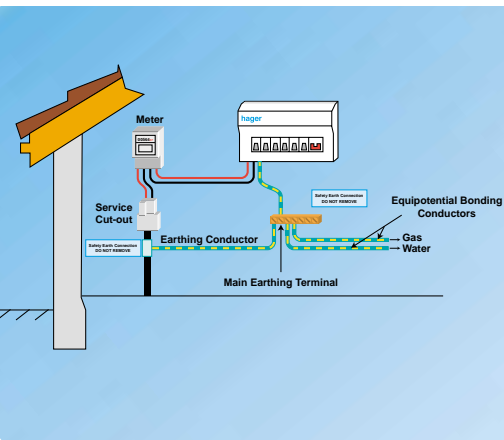 Meter
hager
Service
Cut-out
Safety Earth Connection
DO NOT REMOVE
Equipotential Bonding
Conductors
Safety Earth Connection
DO NOT REMOVE
Earthing Conductor
Gas
Water
Main Earthing Terminal